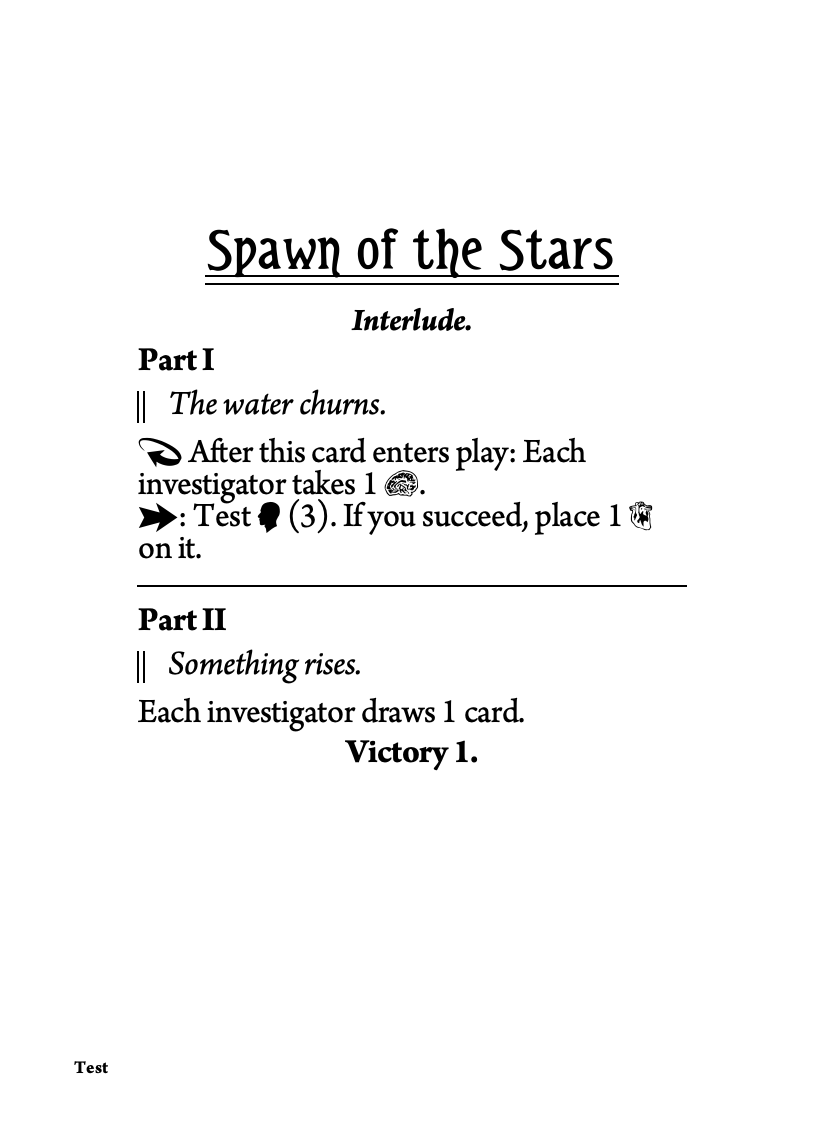 Spawn of the Stars
Interlude.
Part I
The water churns.
After this card enters play: Each
investigator takes 1 .
: Test (3). If you succeed, place 1
on it.
Part II
Something rises.
Each investigator draws 1 card.
Victory 1.
Test